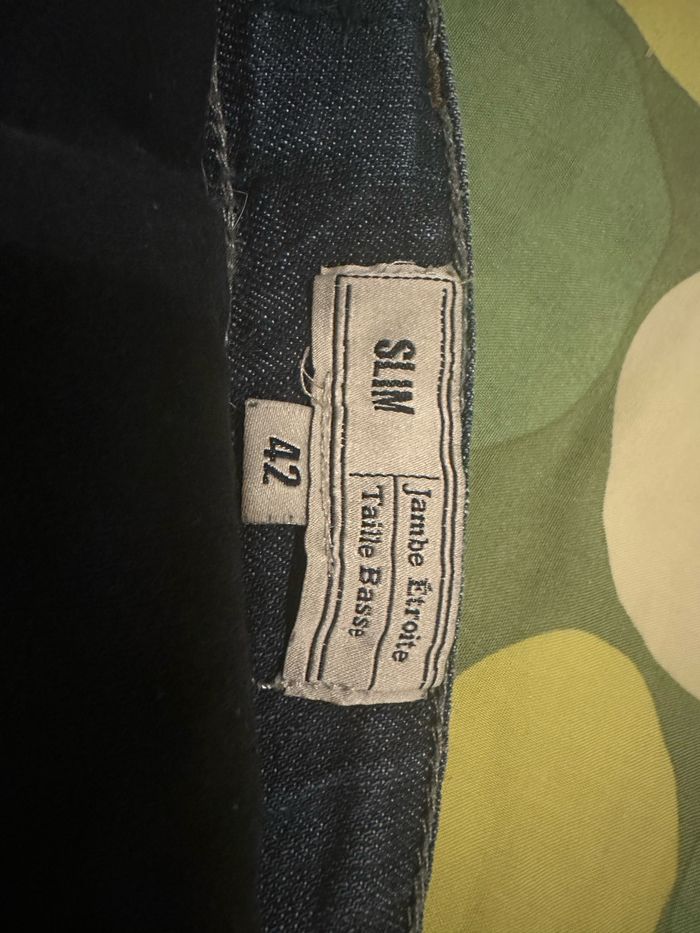 SLIM
Jambe Étroite
Taille Basse
42